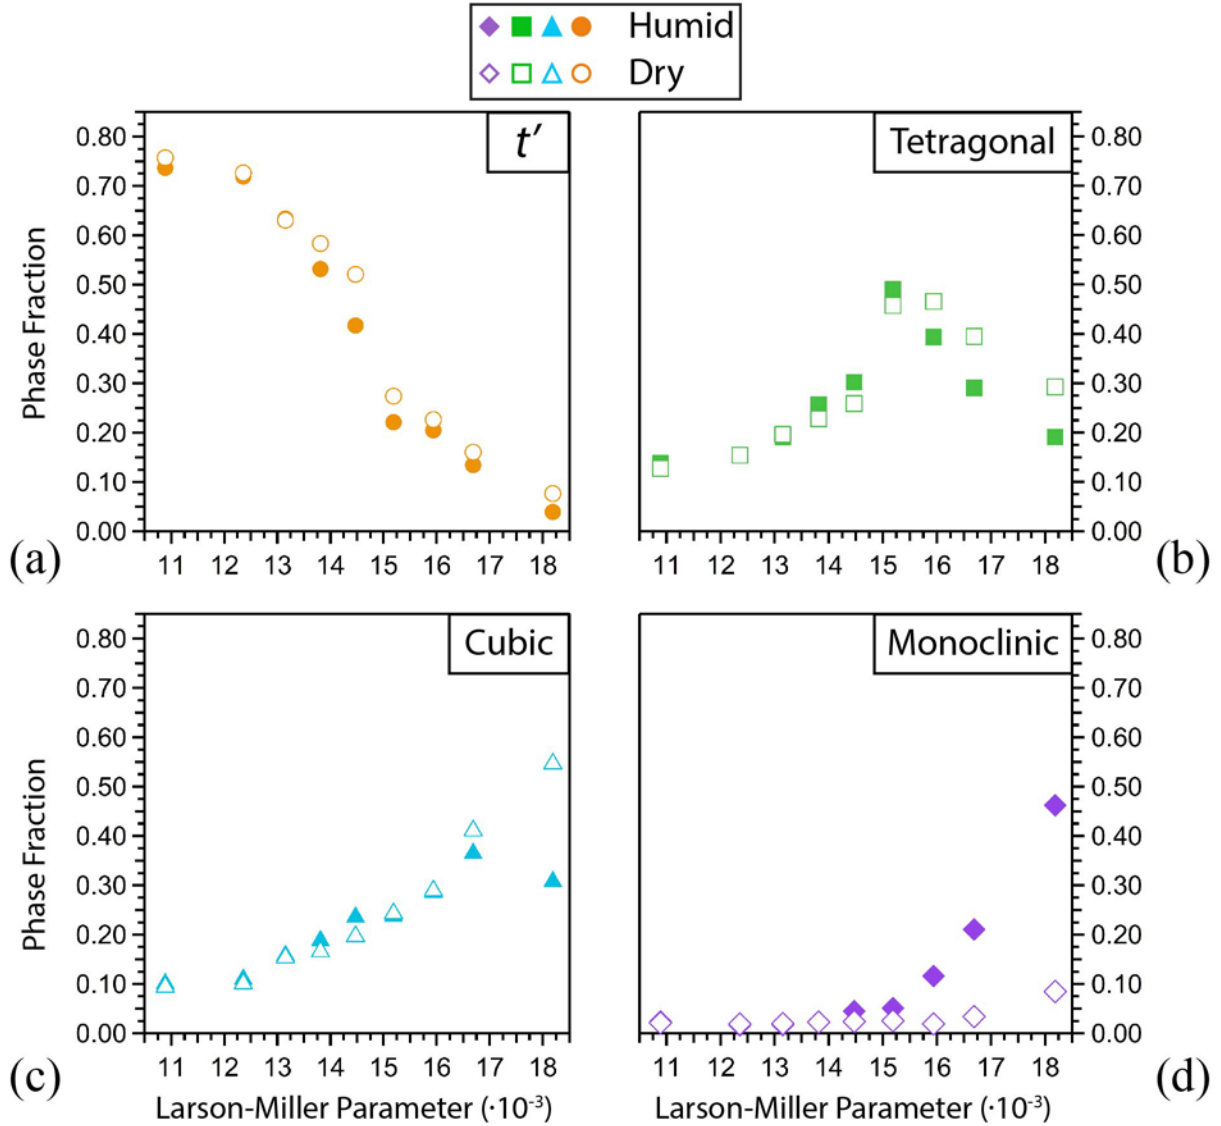 Humid
Dry
t′
Tetragonal
0.80 0.80
0.70 0.70
0.60 0.60
0.50 0.50
0.40 0.40
0.30 0.30
0.20 0.20
0.10 0.10
0.00 0.00
Phase Fraction
11 12 13 14 15 16 17 18
11 12 13 14 15 16 17 18
(a)
(b)
Cubic
Monoclinic
0.80 0.80
0.70 0.70
0.60 0.60
0.50 0.50
0.40 0.40
0.30 0.30
0.20 0.20
0.10 0.10
0.00 0.00
Phase Fraction
11 12 13 14 15 16 17 18
11 12 13 14 15 16 17 18
(c)
(d)
Larson-Miller Parameter (·10⁻³)
Larson-Miller Parameter (·10⁻³)